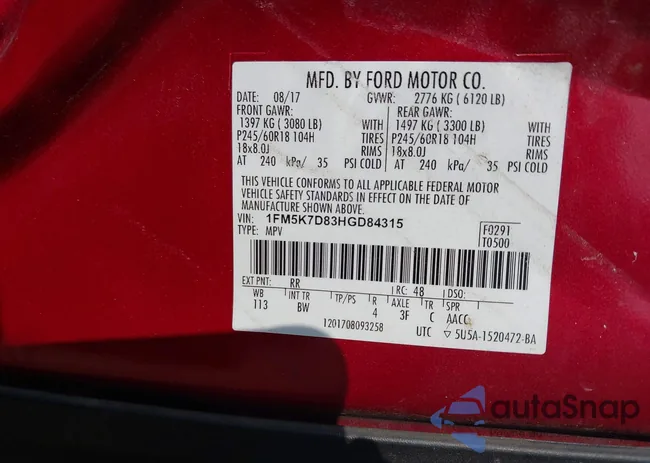 MFD. BY FORD MOTOR CO.
DATE: 08/17 GVWR: 2776 KG ( 6120 LB)
FRONT GAWR: REAR GAWR:
1397 KG ( 3080 LB) WITH 1497 KG ( 3300 LB) WITH
P245/60R18 104H TIRES P245/60R18 104H TIRES
18x8.0J RIMS 18x8.0J RIMS
AT 240 kPa/ 35 PSI COLD AT 240 kPa/ 35 PSI COLD
THIS VEHICLE CONFORMS TO ALL APPLICABLE FEDERAL MOTOR
VEHICLE SAFETY STANDARDS IN EFFECT ON THE DATE OF
MANUFACTURE SHOWN ABOVE.
VIN: 1FM5K7D83HGD84315 F0291
TYPE: MPV T0500
EXT PNT: RR RC: 48 DSO:
WB INT TR TP/PS R AXLE TR SPR
113 BW 4 3F C AACC
1201708093258 UTC ▽ 5U5A-1520472-BA
autoSnap